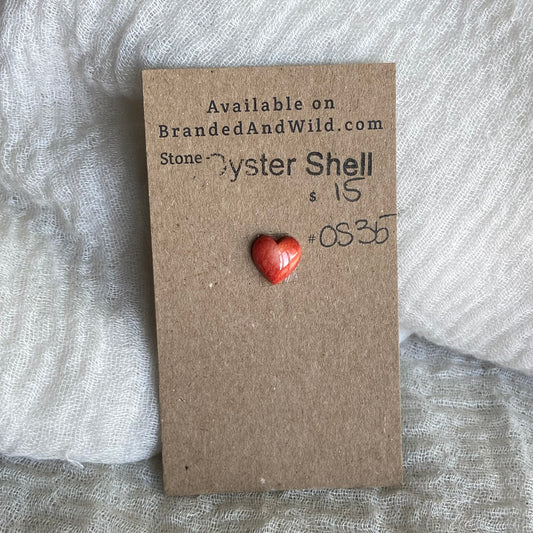 Available on
BrandedAndWild.com
Stone - Oyster Shell
$ 15
# OS35